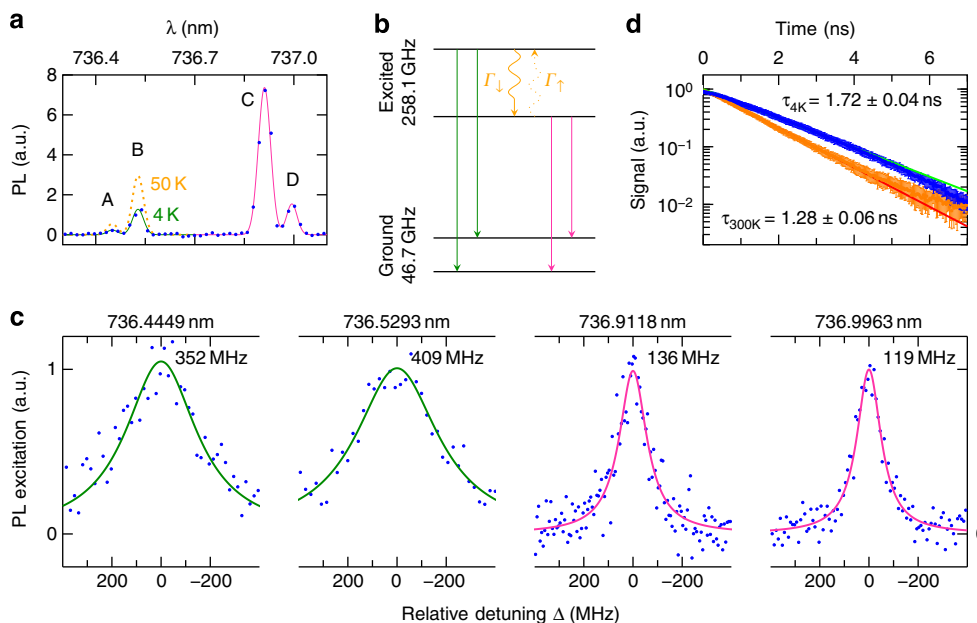 a
λ (nm)
736.4 736.7 737.0
PL (a.u.)
8
6
4
2
0
A
B
C
D
50 K
4 K
b
Excited
258.1 GHz
Γ↓ Γ↑
Ground
46.7 GHz
d
Time (ns)
0 2 4 6
Signal (a.u.)
10⁰
10⁻¹
10⁻²
τ4K = 1.72 ± 0.04 ns
τ300K = 1.28 ± 0.06 ns
c
736.4449 nm 736.5293 nm 736.9118 nm 736.9963 nm
352 MHz 409 MHz 136 MHz 119 MHz
PL excitation (a.u.)
1
0
200 0 −200 200 0 −200 200 0 −200 200 0 −200
Relative detuning Δ (MHz)